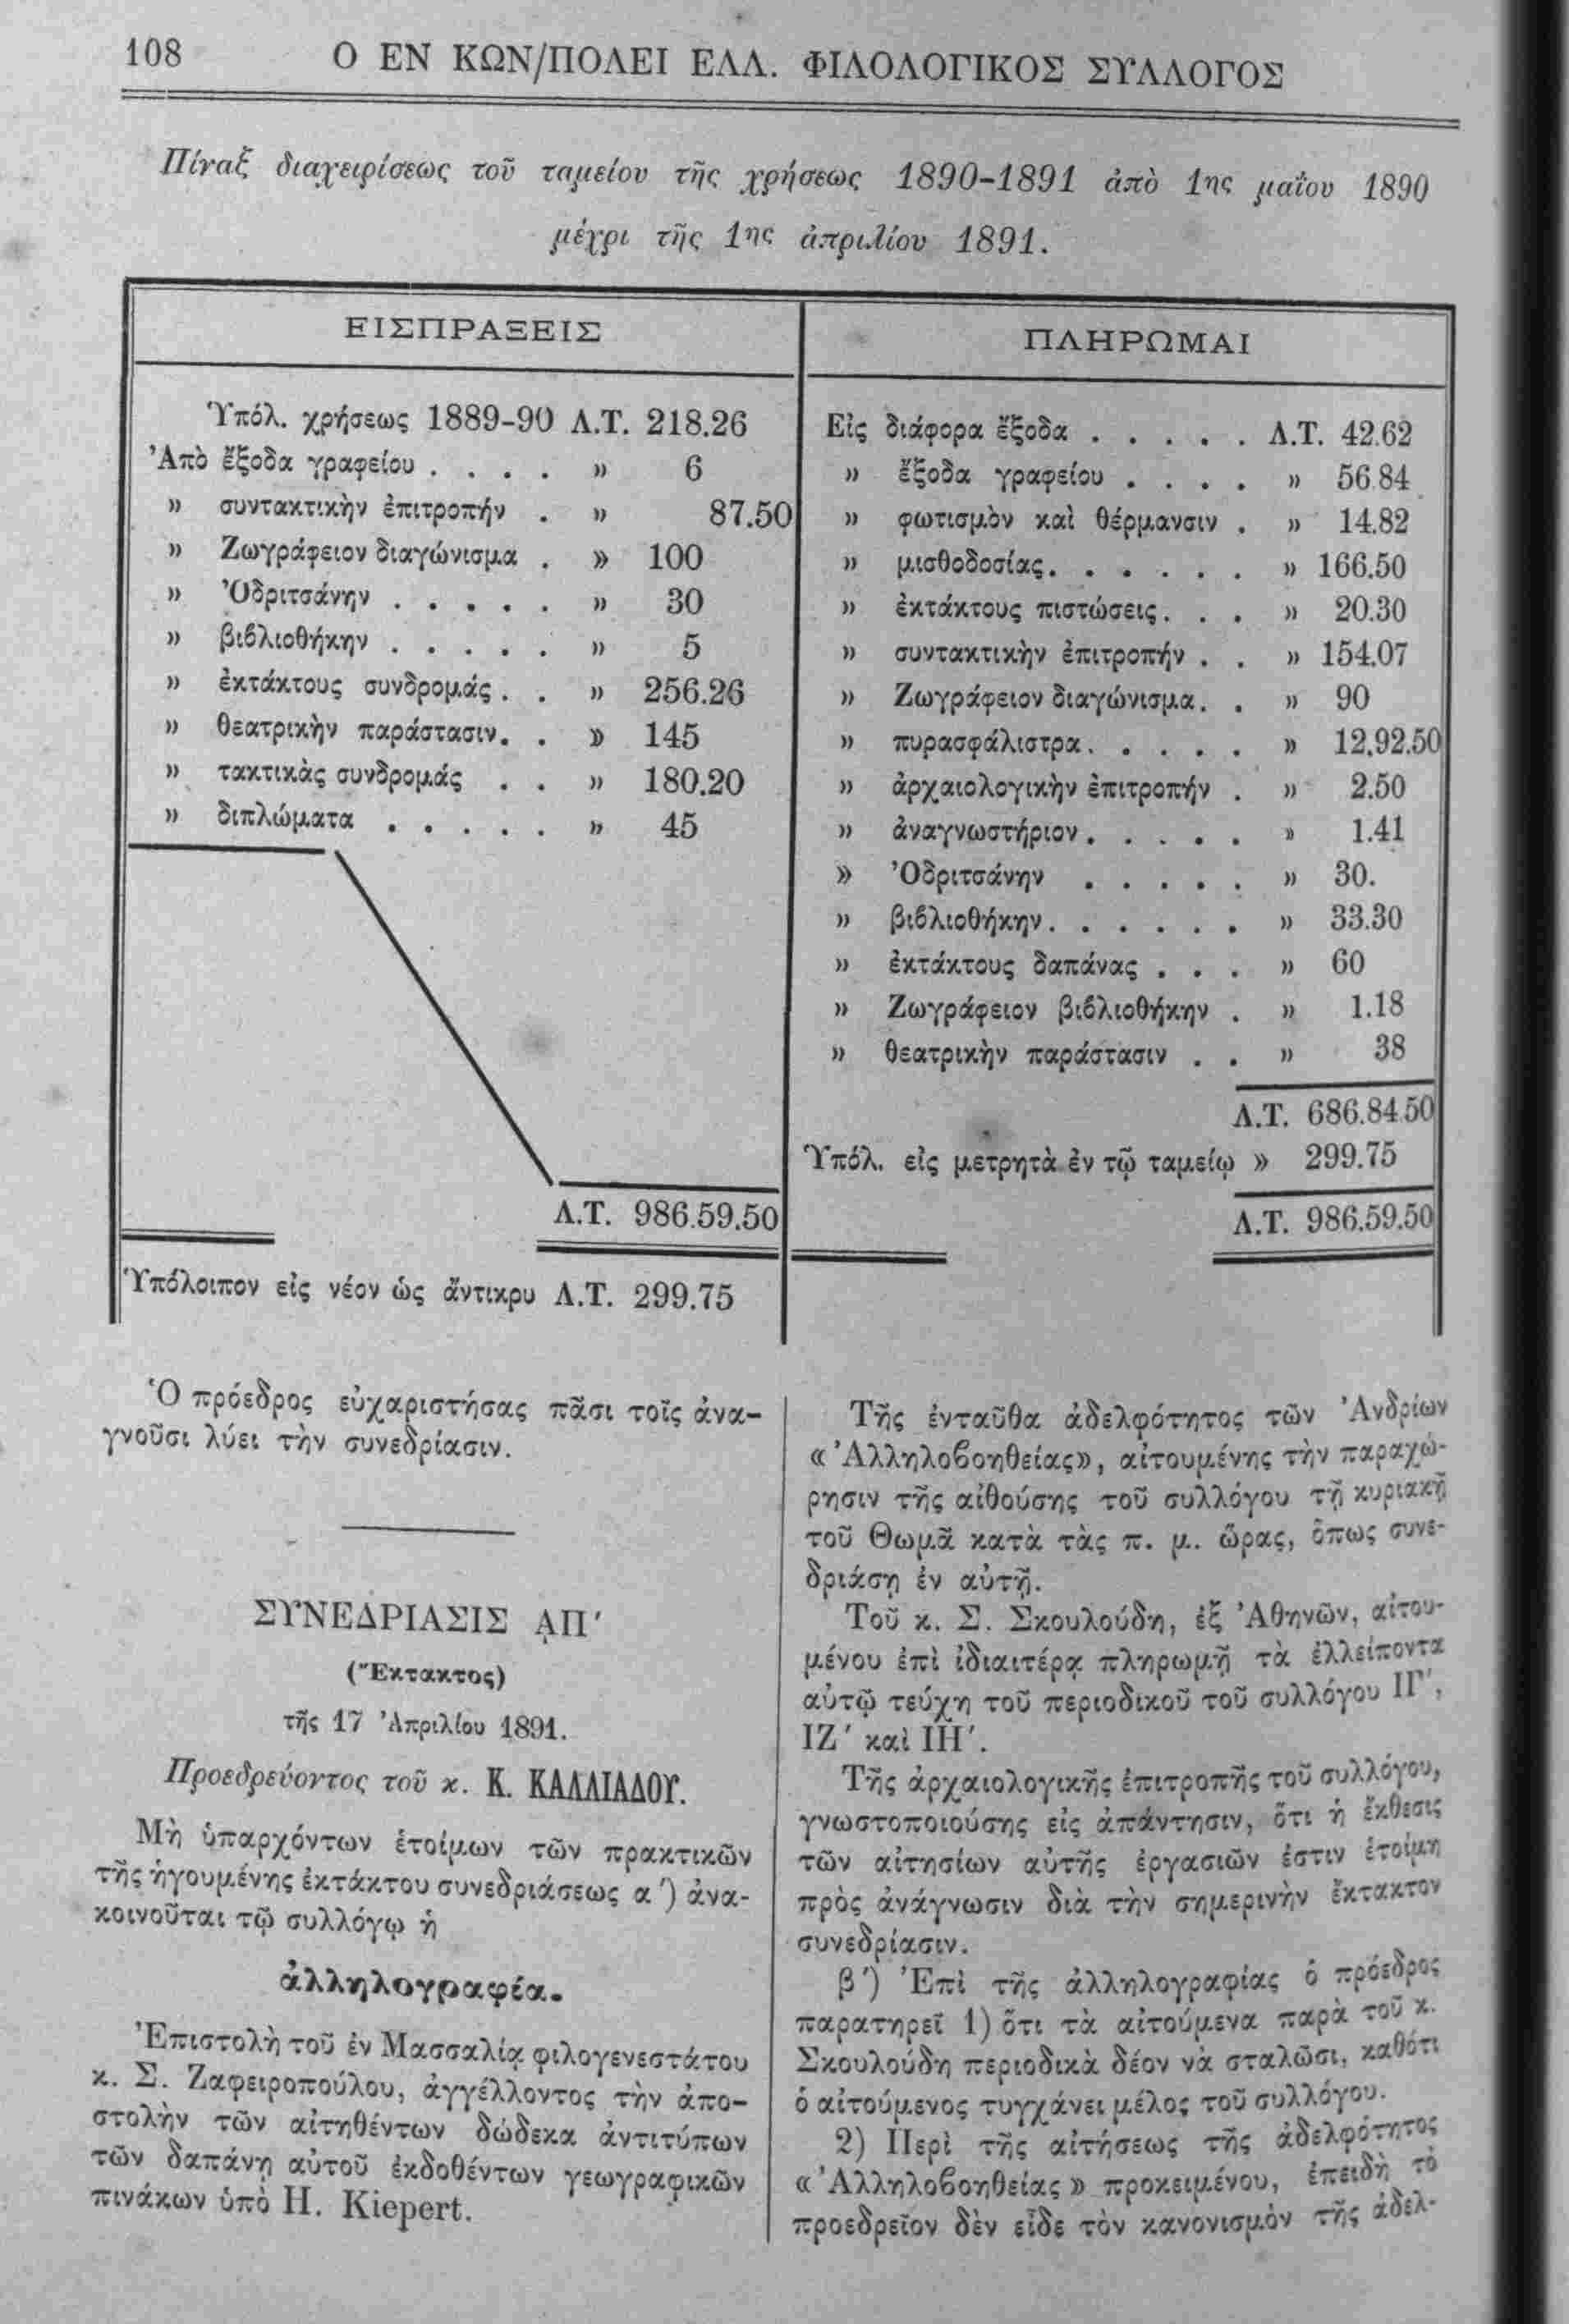 108 Ο ΕΝ ΚΩΝ/ΠΟΛΕΙ ΕΛΛ. ΦΙΛΟΛΟΓΙΚΟΣ ΣΥΛΛΟΓΟΣ
Πίναξ διαχειρίσεως τοῦ ταμείου τῆς χρήσεως 1890-1891 ἀπὸ 1ης μαΐου 1890
μέχρι τῆς 1ης ἀπριλίου 1891.
ΕΙΣΠΡΑΞΕΙΣ
Ὑπόλ. χρήσεως 1889-90 Λ.Τ. 218.26
Ἀπὸ ἔξοδα γραφείου . . . . » 6
» συντακτικὴν ἐπιτροπήν . » 87.50
» Ζωγράφειον διαγώνισμα . » 100
» Ὀδριτσάνην . . . . . » 30
» βιβλιοθήκην . . . . . » 5
» ἐκτάκτους συνδρομάς . . » 256.26
» θεατρικὴν παράστασιν. . » 145
» τακτικὰς συνδρομάς . . » 180.20
» διπλώματα . . . . . » 45
Λ.Τ. 986.59.50
Ὑπόλοιπον εἰς νέον ὡς ἄντικρυ Λ.Τ. 299.75
ΠΛΗΡΩΜΑΙ
Εἰς διάφορα ἔξοδα . . . . . Λ.Τ. 42.62
» ἔξοδα γραφείου . . . . » 56.84
» φωτισμὸν καὶ θέρμανσιν . » 14.82
» μισθοδοσίας. . . . . . » 166.50
» ἐκτάκτους πιστώσεις. . . » 20.30
» συντακτικὴν ἐπιτροπήν . . » 154.07
» Ζωγράφειον διαγώνισμα. . » 90
» πυρασφάλιστρα. . . . . » 12.92.50
» ἀρχαιολογικὴν ἐπιτροπήν . » 2.50
» ἀναγνωστήριον. . . . . » 1.41
» Ὀδριτσάνην . . . . . » 30.
» βιβλιοθήκην. . . . . . » 33.30
» ἐκτάκτους δαπάνας . . . » 60
» Ζωγράφειον βιβλιοθήκην . » 1.18
» θεατρικὴν παράστασιν . . » 38
Λ.Τ. 686.84.50
Ὑπόλ. εἰς μετρητὰ ἐν τῷ ταμείῳ » 299.75
Λ.Τ. 986.59.50
Ὁ πρόεδρος εὐχαριστήσας πᾶσι τοῖς ἀνα-
γνοῦσι λύει τὴν συνεδρίασιν.
ΣΥΝΕΔΡΙΑΣΙΣ ͵ΑΠʹ
(Ἔκτακτος)
τῆς 17 Ἀπριλίου 1891.
Προεδρεύοντος τοῦ κ. Κ. ΚΑΛΛΙΑΔΟΥ.
Μὴ ὑπαρχόντων ἑτοίμων τῶν πρακτικῶν
τῆς ἡγουμένης ἐκτάκτου συνεδριάσεως αʹ) ἀνα-
κοινοῦται τῷ συλλόγῳ ἡ
ἀλληλογραφία.
Ἐπιστολὴ τοῦ ἐν Μασσαλίᾳ φιλογενεστάτου
κ. Σ. Ζαφειροπούλου, ἀγγέλλοντος τὴν ἀπο-
στολὴν τῶν αἰτηθέντων δώδεκα ἀντιτύπων
τῶν δαπάνῃ αὐτοῦ ἐκδοθέντων γεωγραφικῶν
πινάκων ὑπὸ H. Kiepert.
Τῆς ἐνταῦθα ἀδελφότητος τῶν Ἀνδρίων
«Ἀλληλοβοηθείας», αἰτουμένης τὴν παραχώ-
ρησιν τῆς αἰθούσης τοῦ συλλόγου τῇ κυριακῇ
τοῦ Θωμᾶ κατὰ τὰς π. μ. ὥρας, ὅπως συνε-
δριάσῃ ἐν αὐτῇ.
Τοῦ κ. Σ. Σκουλούδη, ἐξ Ἀθηνῶν, αἰτου-
μένου ἐπὶ ἰδιαιτέρᾳ πληρωμῇ τὰ ἐλλείποντα
αὐτῷ τεύχη τοῦ περιοδικοῦ τοῦ συλλόγου ΙΓʹ,
ΙΖʹ καὶ ΙΗʹ.
Τῆς ἀρχαιολογικῆς ἐπιτροπῆς τοῦ συλλόγου,
γνωστοποιούσης εἰς ἀπάντησιν, ὅτι ἡ ἔκθεσις
τῶν αἰτησίων αὐτῆς ἐργασιῶν ἐστιν ἑτοίμη
πρὸς ἀνάγνωσιν διὰ τὴν σημερινὴν ἔκτακτον
συνεδρίασιν.
βʹ) Ἐπὶ τῆς ἀλληλογραφίας ὁ πρόεδρος
παρατηρεῖ 1) ὅτι τὰ αἰτούμενα παρὰ τοῦ κ.
Σκουλούδη περιοδικὰ δέον νὰ σταλῶσι, καθότι
ὁ αἰτούμενος τυγχάνει μέλος τοῦ συλλόγου.
2) Περὶ τῆς αἰτήσεως τῆς ἀδελφότητος
«Ἀλληλοβοηθείας» προκειμένου, ἐπειδὴ τὸ
προεδρεῖον δὲν εἶδε τὸν κανονισμὸν τῆς ἀδελ-